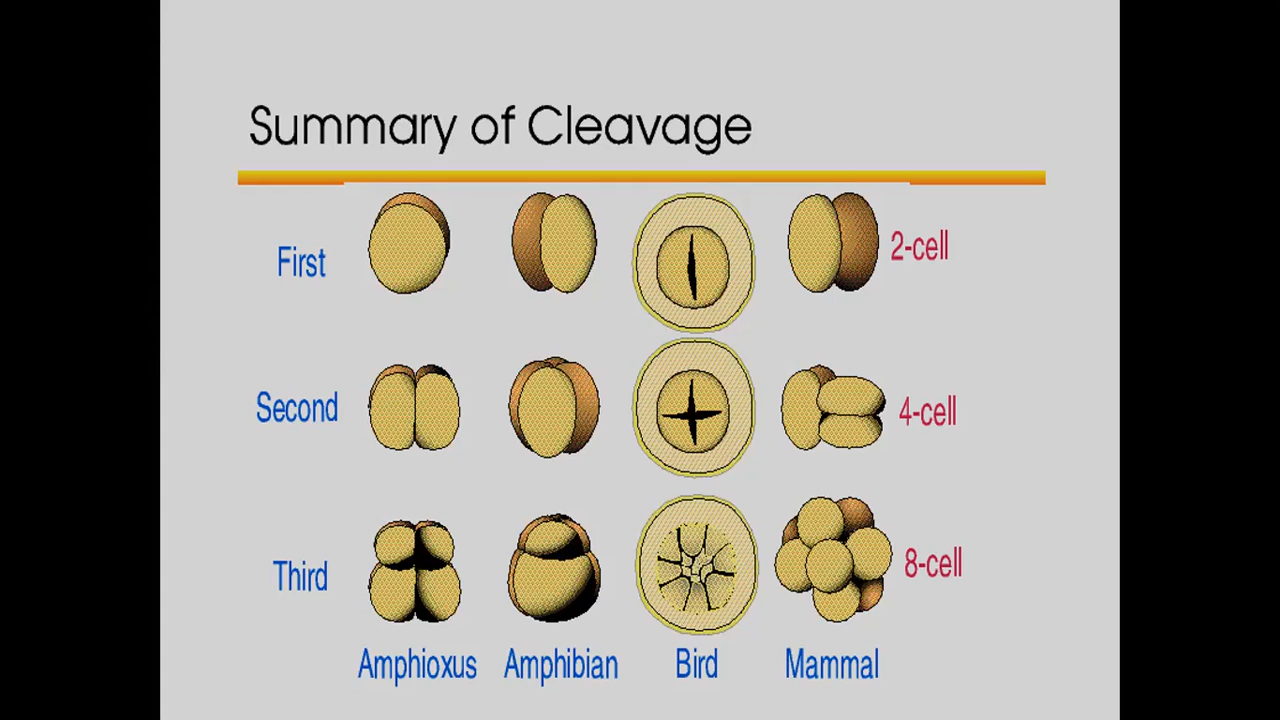 Summary of Cleavage
First
2-cell
Second
4-cell
Third
8-cell
Amphioxus Amphibian Bird Mammal